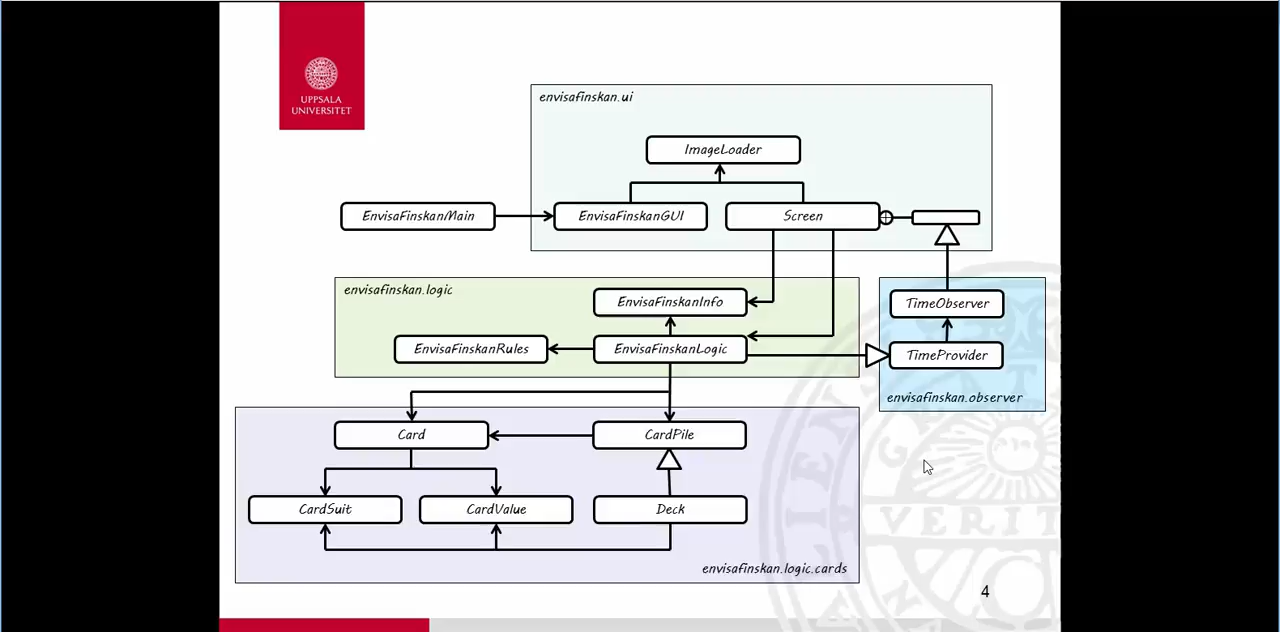 UPPSALA
UNIVERSITET
envisafinskan.ui
ImageLoader
EnvisaFinskanMain
EnvisaFinskanGUI
Screen
envisafinskan.logic
EnvisaFinskanInfo
TimeObserver
EnvisaFinskanRules
EnvisaFinskanLogic
TimeProvider
envisafinskan.observer
Card
CardPile
CardSuit
CardValue
Deck
envisafinskan.logic.cards
VERIT
4